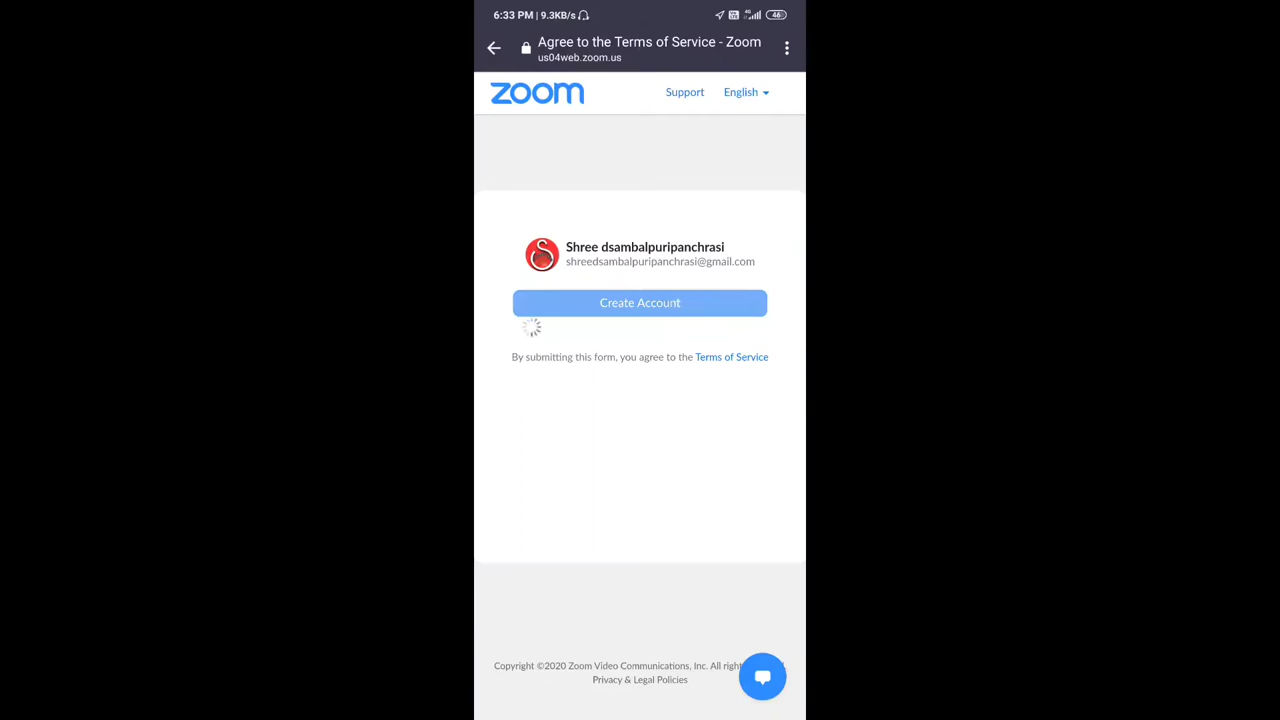 6:33 PM | 9.3KB/s 46
Agree to the Terms of Service - Zoom
us04web.zoom.us
zoom Support English
Shree dsambalpuripanchrasi
shreedsambalpuripanchrasi@gmail.com
Create Account
By submitting this form, you agree to the Terms of Service
Copyright ©2020 Zoom Video Communications, Inc. All
Privacy & Legal Policies